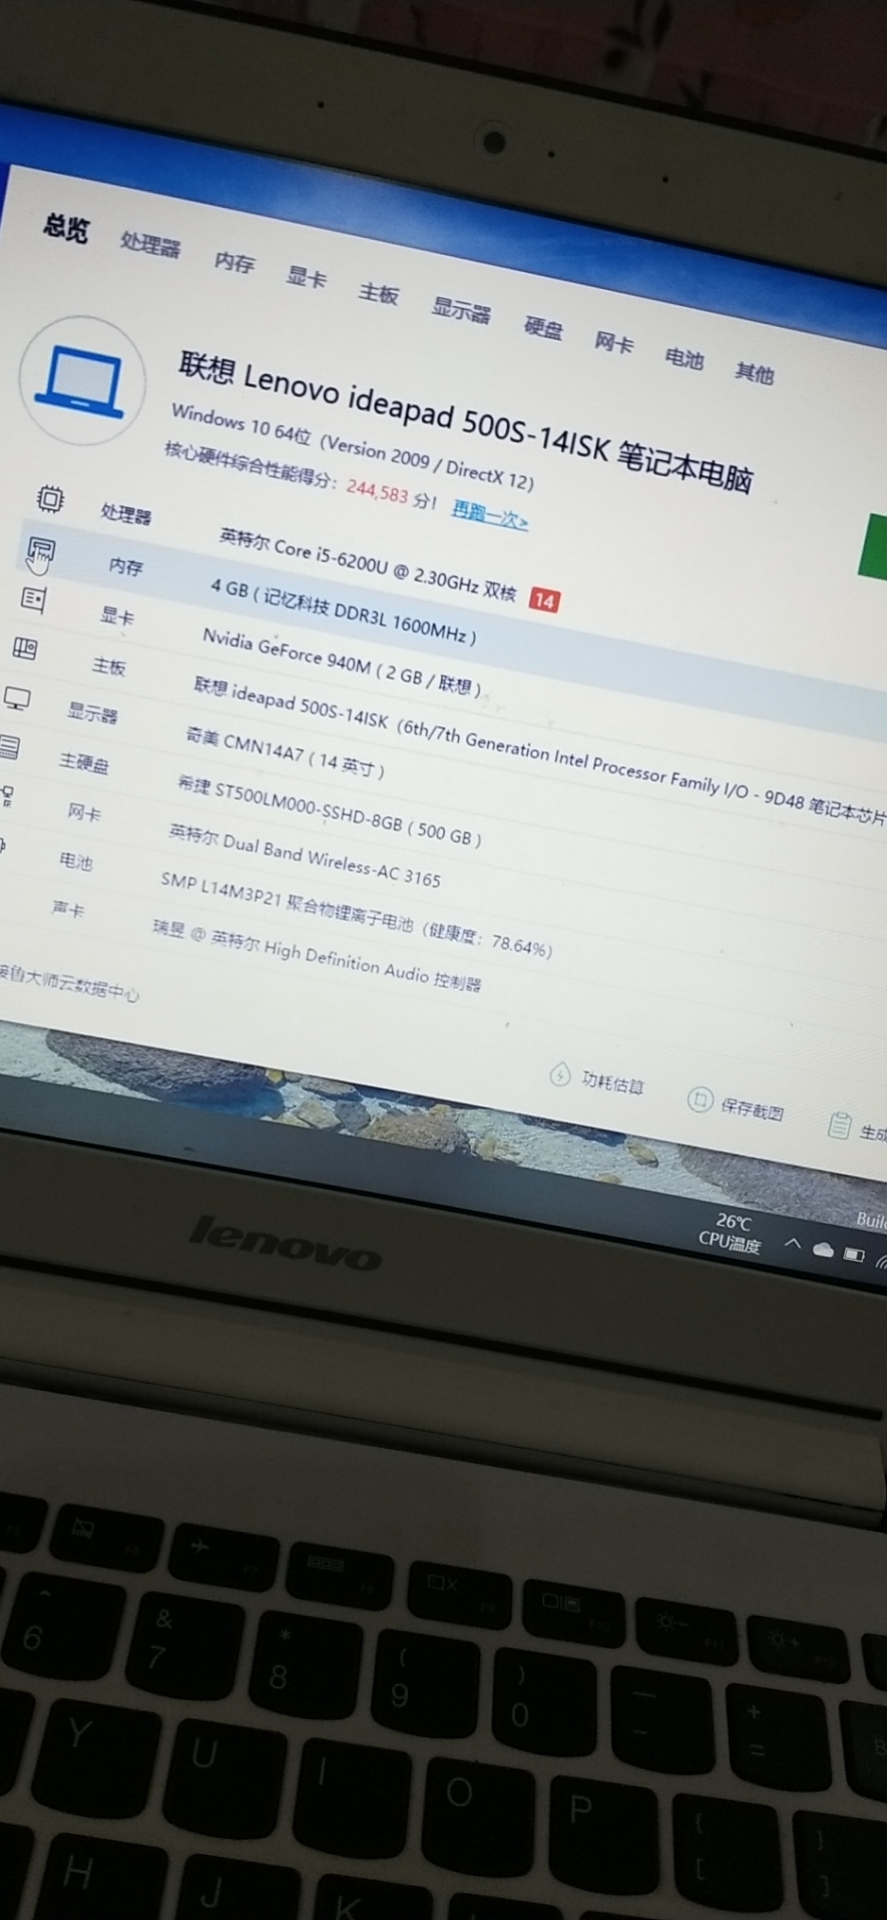 总览 处理器 内存 显卡 主板 显示器 硬盘 网卡 电池 其他
联想 Lenovo ideapad 500S-14ISK 笔记本电脑
Windows 10 64位 (Version 2009 / DirectX 12)
核心硬件综合性能得分: 244,583 分! 再跑一次>
处理器 英特尔 Core i5-6200U @ 2.30GHz 双核 14
内存 4 GB ( 记忆科技 DDR3L 1600MHz )
显卡 Nvidia GeForce 940M ( 2 GB / 联想 )
主板 联想 ideapad 500S-14ISK (6th/7th Generation Intel Processor Family I/O - 9D48 笔记本芯片
显示器 奇美 CMN14A7 ( 14 英寸 )
主硬盘 希捷 ST500LM000-SSHD-8GB ( 500 GB )
网卡 英特尔 Dual Band Wireless-AC 3165
电池 SMP L14M3P21 聚合物锂离子电池 (健康度: 78.64%)
声卡 瑞昱 @ 英特尔 High Definition Audio 控制器
鲁大师云数据中心
功耗估算 保存截图 生成
26℃
CPU温度
lenovo
F10 F11 F12
^ & * ( ) — +
6 7 8 9 0 - =
Y U I O P { [ } ]
H J K